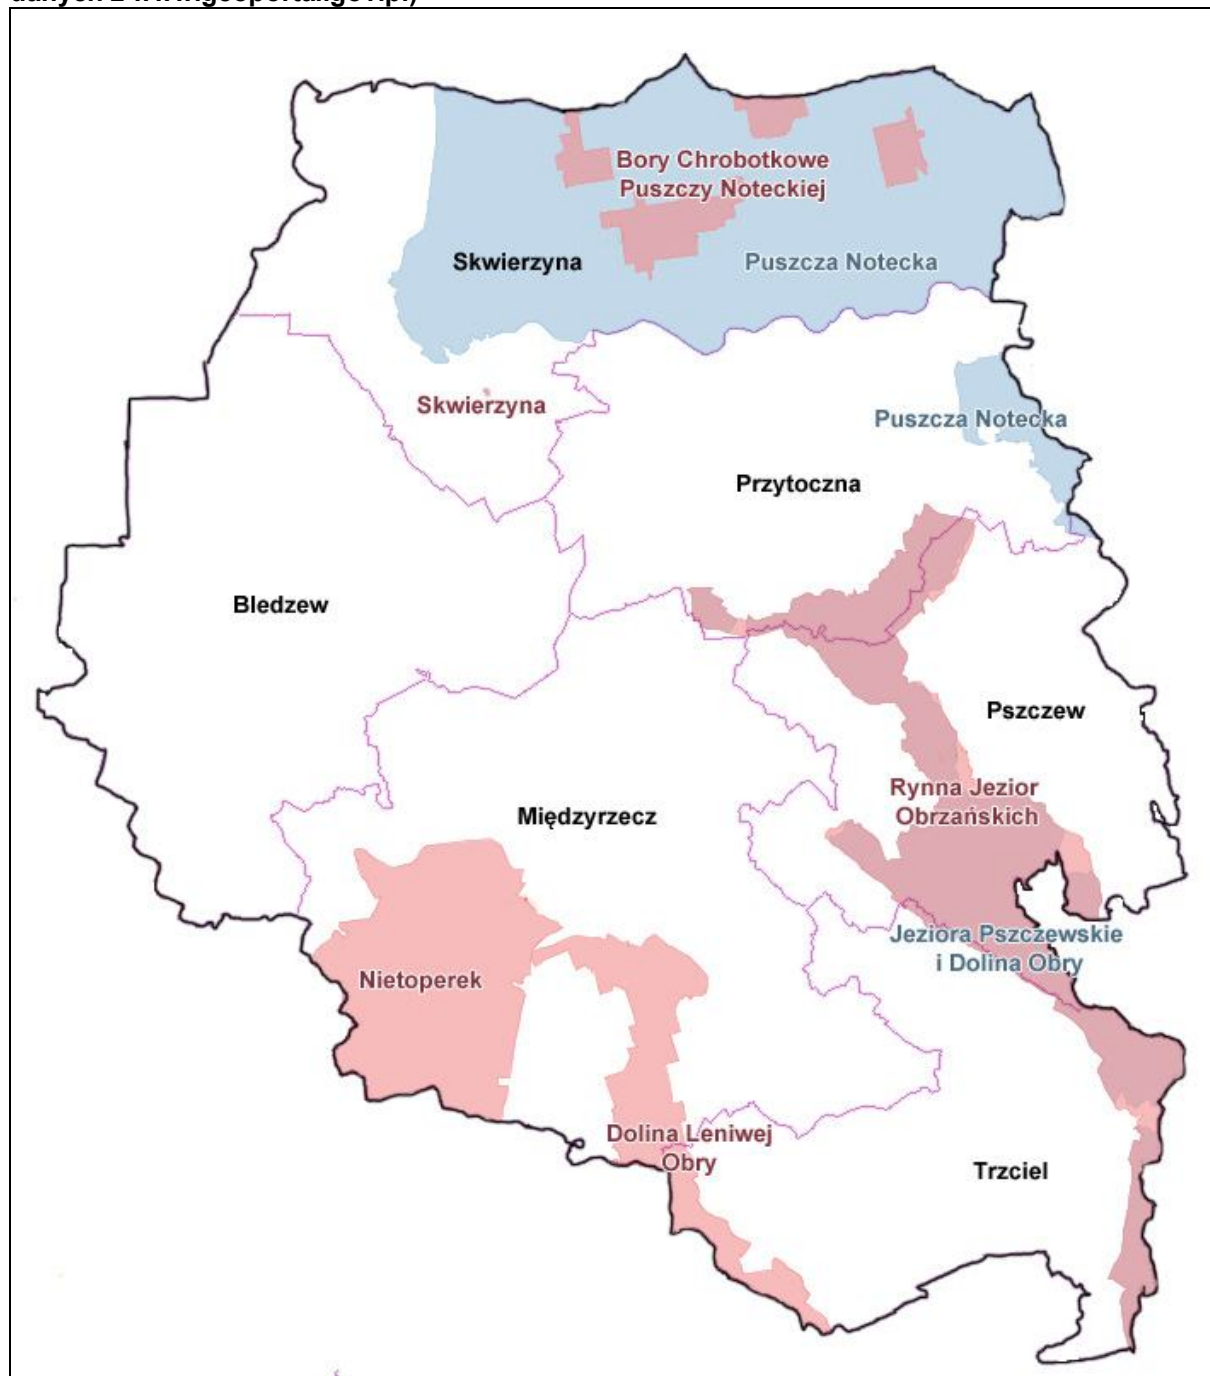 Bory Chrobotkowe
Puszczy Noteckiej
Skwierzyna
Puszcza Notecka
Skwierzyna
Puszcza Notecka
Przytoczna
Bledzew
Pszczew
Rynna Jezior
Obrzańskich
Międzyrzecz
Jeziora Pszczewskie
i Dolina Obry
Nietoperek
Dolina Leniwej
Obry
Trzciel